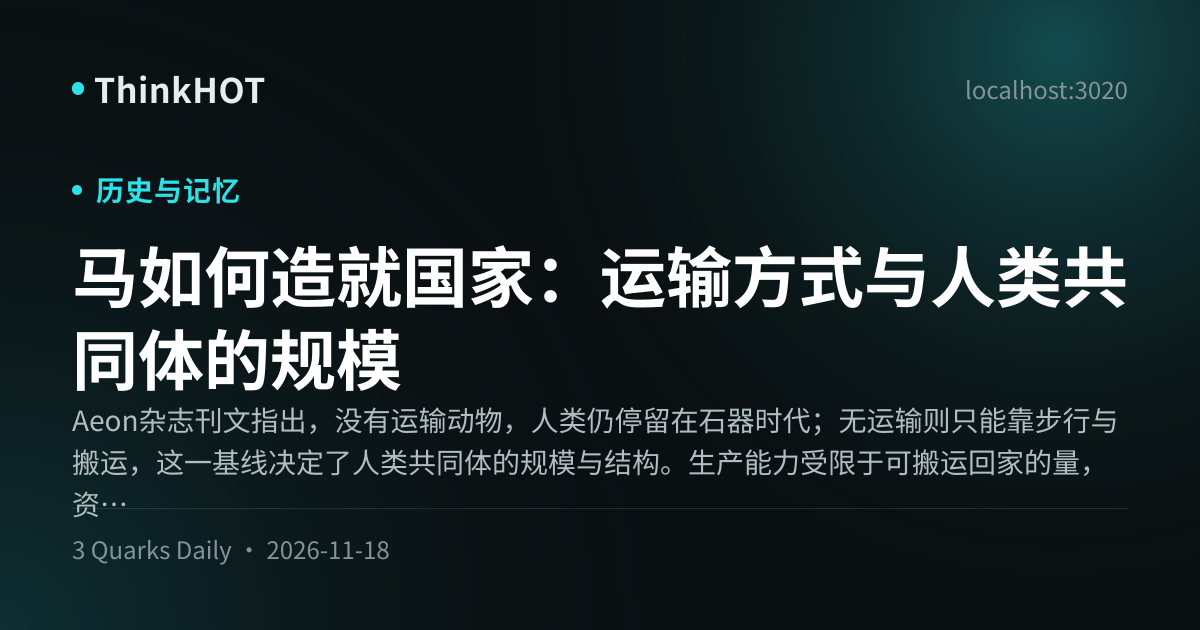 ThinkHOT
localhost:3020
历史与记忆
马如何造就国家：运输方式与人类共
同体的规模
Aeon杂志刊文指出，没有运输动物，人类仍停留在石器时代；无运输则只能靠步行与
搬运，这一基线决定了人类共同体的规模与结构。生产能力受限于可搬运回家的量，
资…
3 Quarks Daily • 2026-11-18